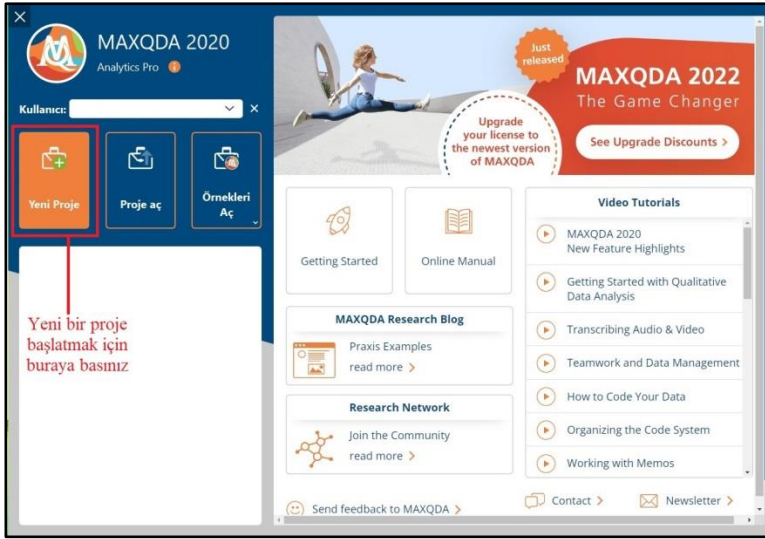 MAXQDA 2020
Analytics Pro
Kullanıcı:
Yeni Proje
Proje aç
Örnekleri
Aç
Yeni bir proje
başlatmak için
buraya basınız
Just
released
MAXQDA 2022
The Game Changer
Upgrade
your license to
the newest version
of MAXQDA
See Upgrade Discounts >
Getting Started
Online Manual
MAXQDA Research Blog
Praxis Examples
read more >
Research Network
Join the Community
read more >
Send feedback to MAXQDA >
Video Tutorials
MAXQDA 2020
New Feature Highlights
Getting Started with Qualitative
Data Analysis
Transcribing Audio & Video
Teamwork and Data Management
How to Code Your Data
Organizing the Code System
Working with Memos
Contact >
Newsletter >